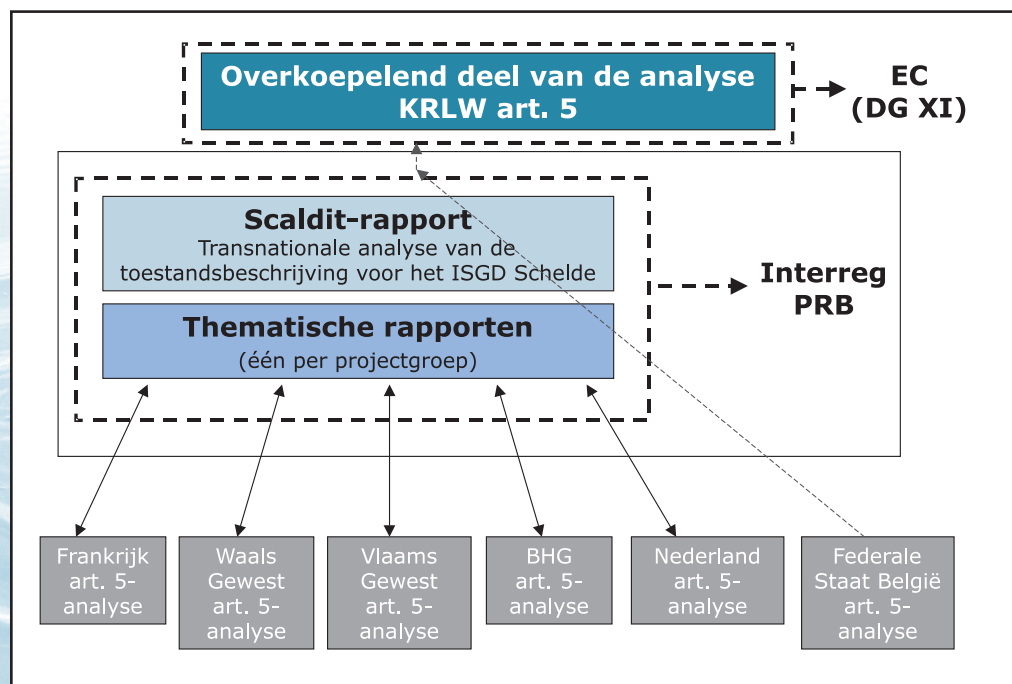 Overkoepelend deel van de analyse
KRLW art. 5
EC
(DG XI)
Scaldit-rapport
Transnationale analyse van de
toestandsbeschrijving voor het ISGD Schelde
Thematische rapporten
(één per projectgroep)
Interreg
PRB
Frankrijk
art. 5-
analyse
Waals
Gewest
art. 5-
analyse
Vlaams
Gewest
art. 5-
analyse
BHG
art. 5-
analyse
Nederland
art. 5-
analyse
Federale
Staat België
art. 5-
analyse